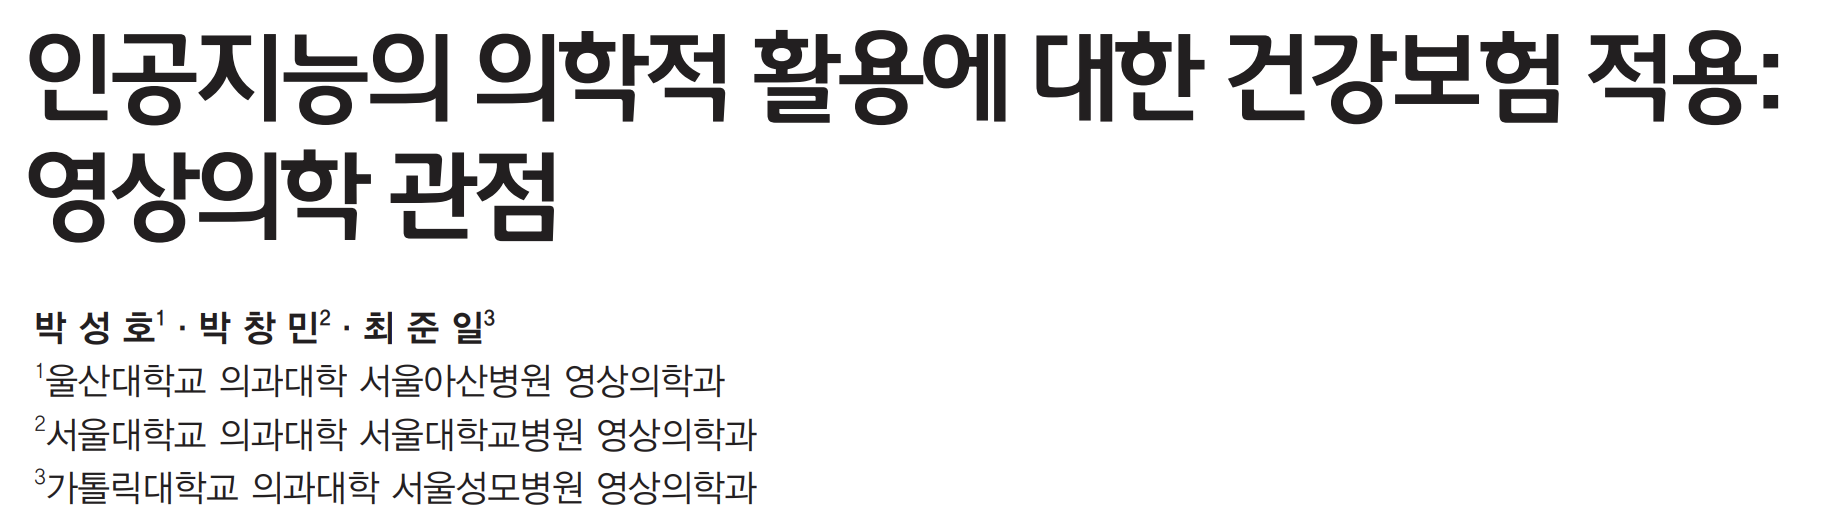 인공지능의 의학적 활용에 대한 건강보험 적용:
영상의학 관점
박 성 호1 · 박 창 민2 · 최 준 일3
1울산대학교 의과대학 서울아산병원 영상의학과
2서울대학교 의과대학 서울대학교병원 영상의학과
3가톨릭대학교 의과대학 서울성모병원 영상의학과